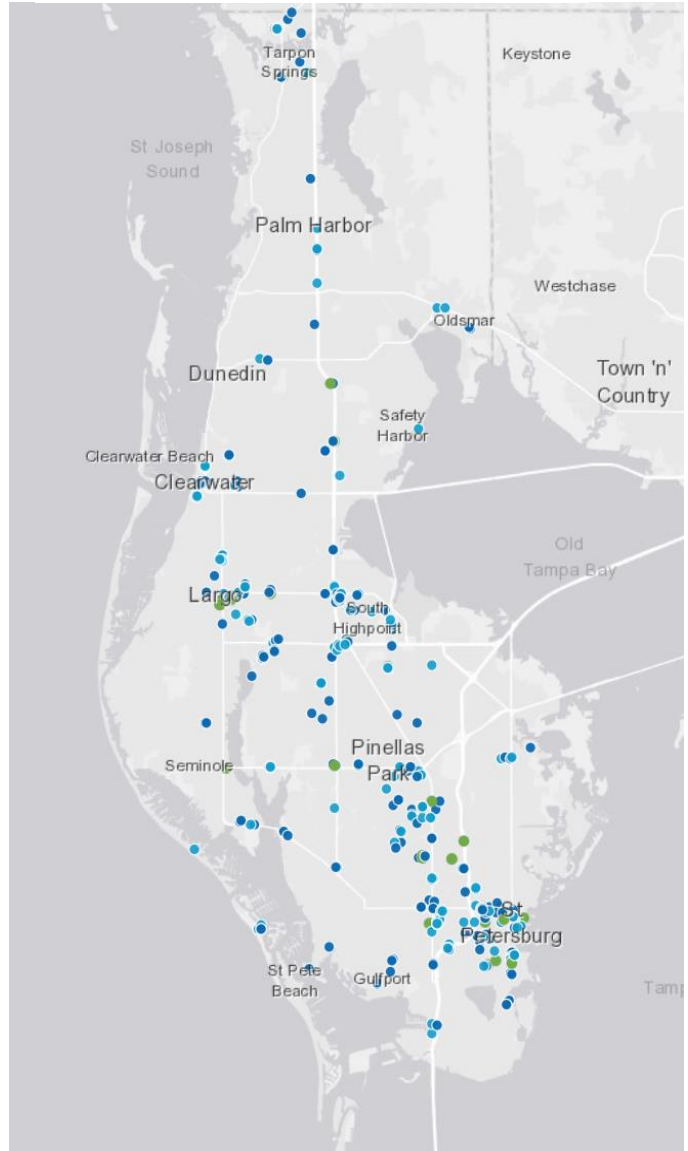 Tarpon
Springs
Keystone
St Joseph
Sound
Palm Harbor
Westchase
Oldsmar
Dunedin
Town 'n'
Country
Safety
Harbor
Clearwater Beach
Clearwater
Old
Tampa Bay
Largo
South
Highpoint
Pinellas
Park
Seminole
St
Petersburg
St Pete
Beach
Gulfport
Tamp